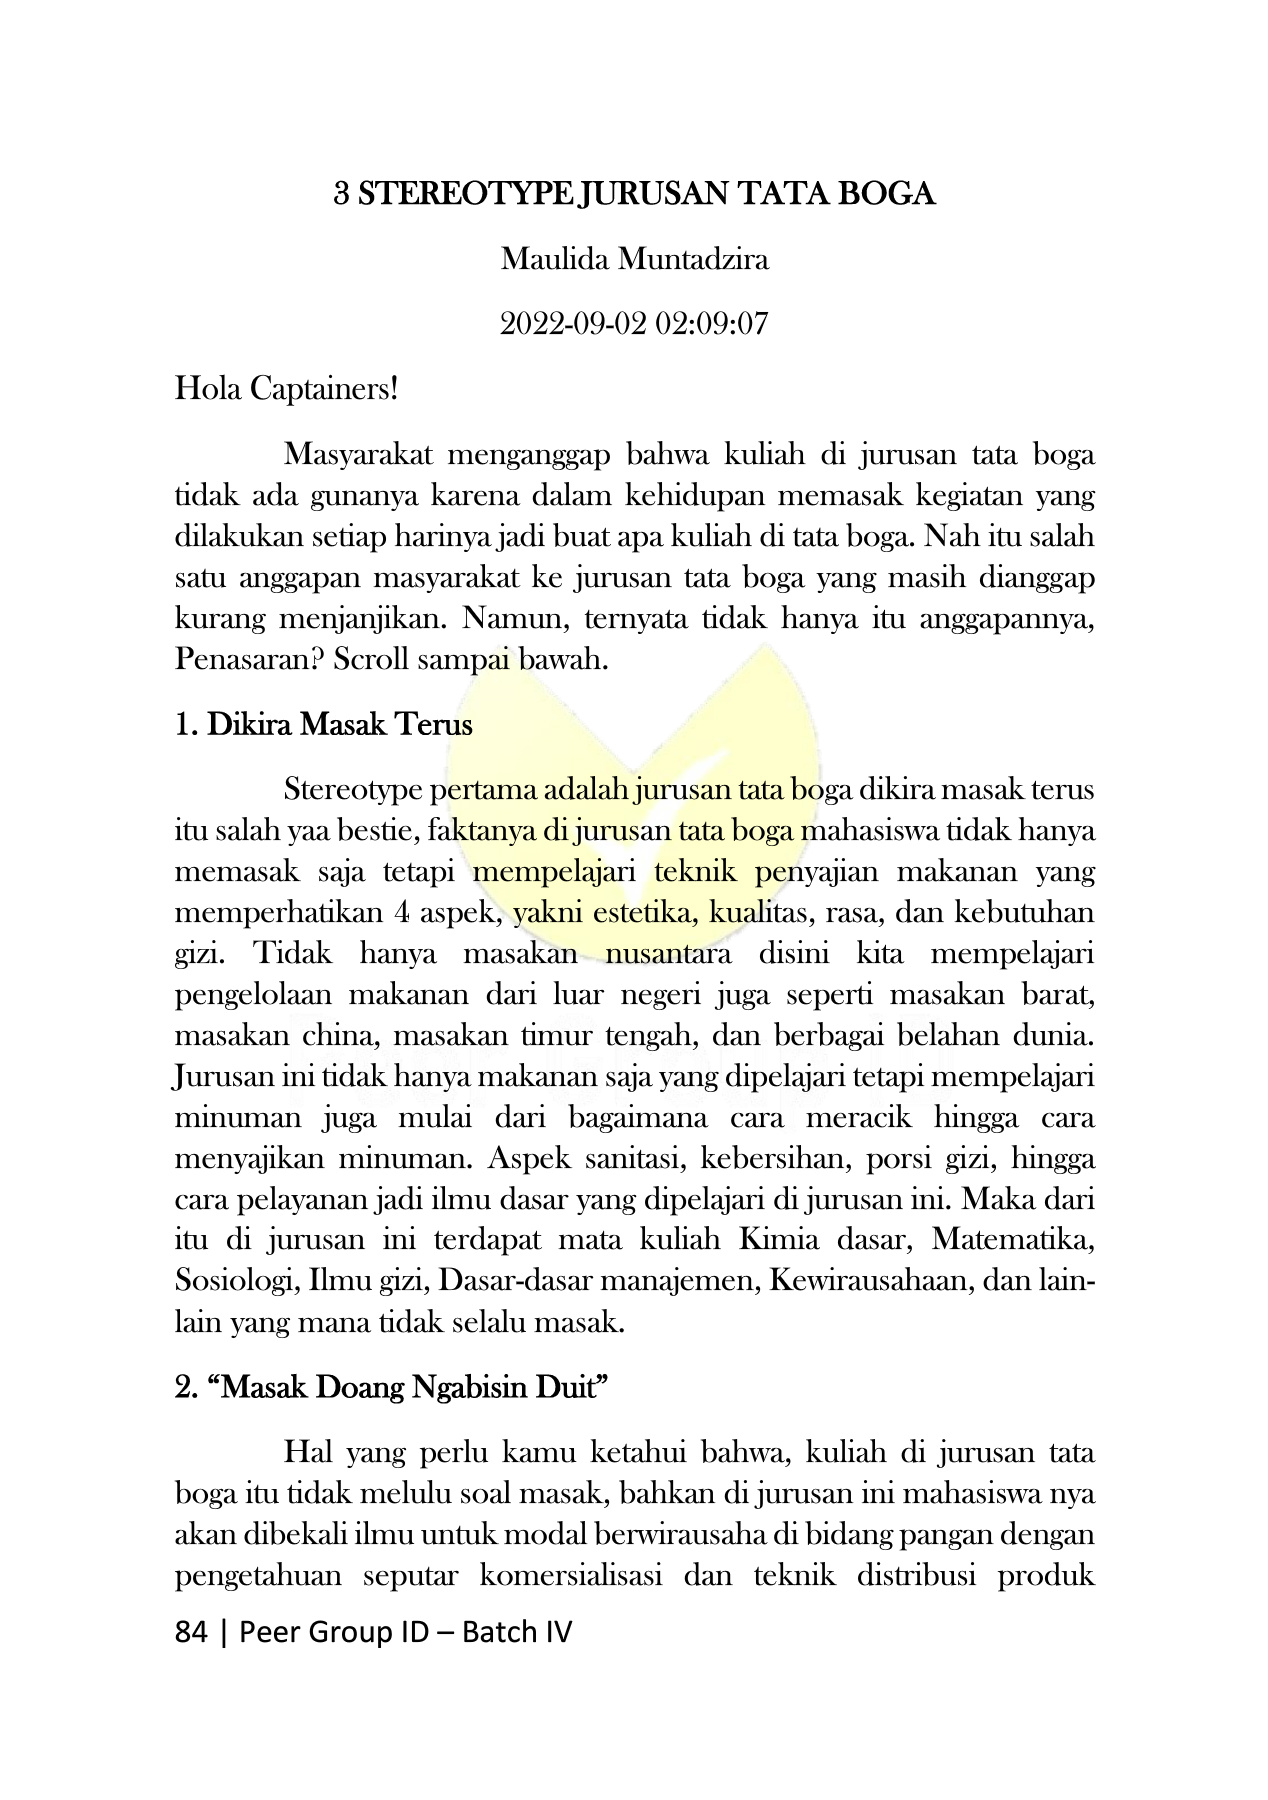 3 STEREOTYPE JURUSAN TATA BOGA
Maulida Muntadzira
2022-09-02 02:09:07
Hola Captainers!
Masyarakat menganggap bahwa kuliah di jurusan tata boga
tidak ada gunanya karena dalam kehidupan memasak kegiatan yang
dilakukan setiap harinya jadi buat apa kuliah di tata boga. Nah itu salah
satu anggapan masyarakat ke jurusan tata boga yang masih dianggap
kurang menjanjikan. Namun, ternyata tidak hanya itu anggapannya,
Penasaran? Scroll sampai bawah.
1. Dikira Masak Terus
Stereotype pertama adalah jurusan tata boga dikira masak terus
itu salah yaa bestie, faktanya di jurusan tata boga mahasiswa tidak hanya
memasak saja tetapi mempelajari teknik penyajian makanan yang
memperhatikan 4 aspek, yakni estetika, kualitas, rasa, dan kebutuhan
gizi. Tidak hanya masakan nusantara disini kita mempelajari
pengelolaan makanan dari luar negeri juga seperti masakan barat,
masakan china, masakan timur tengah, dan berbagai belahan dunia.
Jurusan ini tidak hanya makanan saja yang dipelajari tetapi mempelajari
minuman juga mulai dari bagaimana cara meracik hingga cara
menyajikan minuman. Aspek sanitasi, kebersihan, porsi gizi, hingga
cara pelayanan jadi ilmu dasar yang dipelajari di jurusan ini. Maka dari
itu di jurusan ini terdapat mata kuliah Kimia dasar, Matematika,
Sosiologi, Ilmu gizi, Dasar-dasar manajemen, Kewirausahaan, dan lain-
lain yang mana tidak selalu masak.
2. “Masak Doang Ngabisin Duit”
Hal yang perlu kamu ketahui bahwa, kuliah di jurusan tata
boga itu tidak melulu soal masak, bahkan di jurusan ini mahasiswa nya
akan dibekali ilmu untuk modal berwirausaha di bidang pangan dengan
pengetahuan seputar komersialisasi dan teknik distribusi produk
84 | Peer Group ID – Batch IV